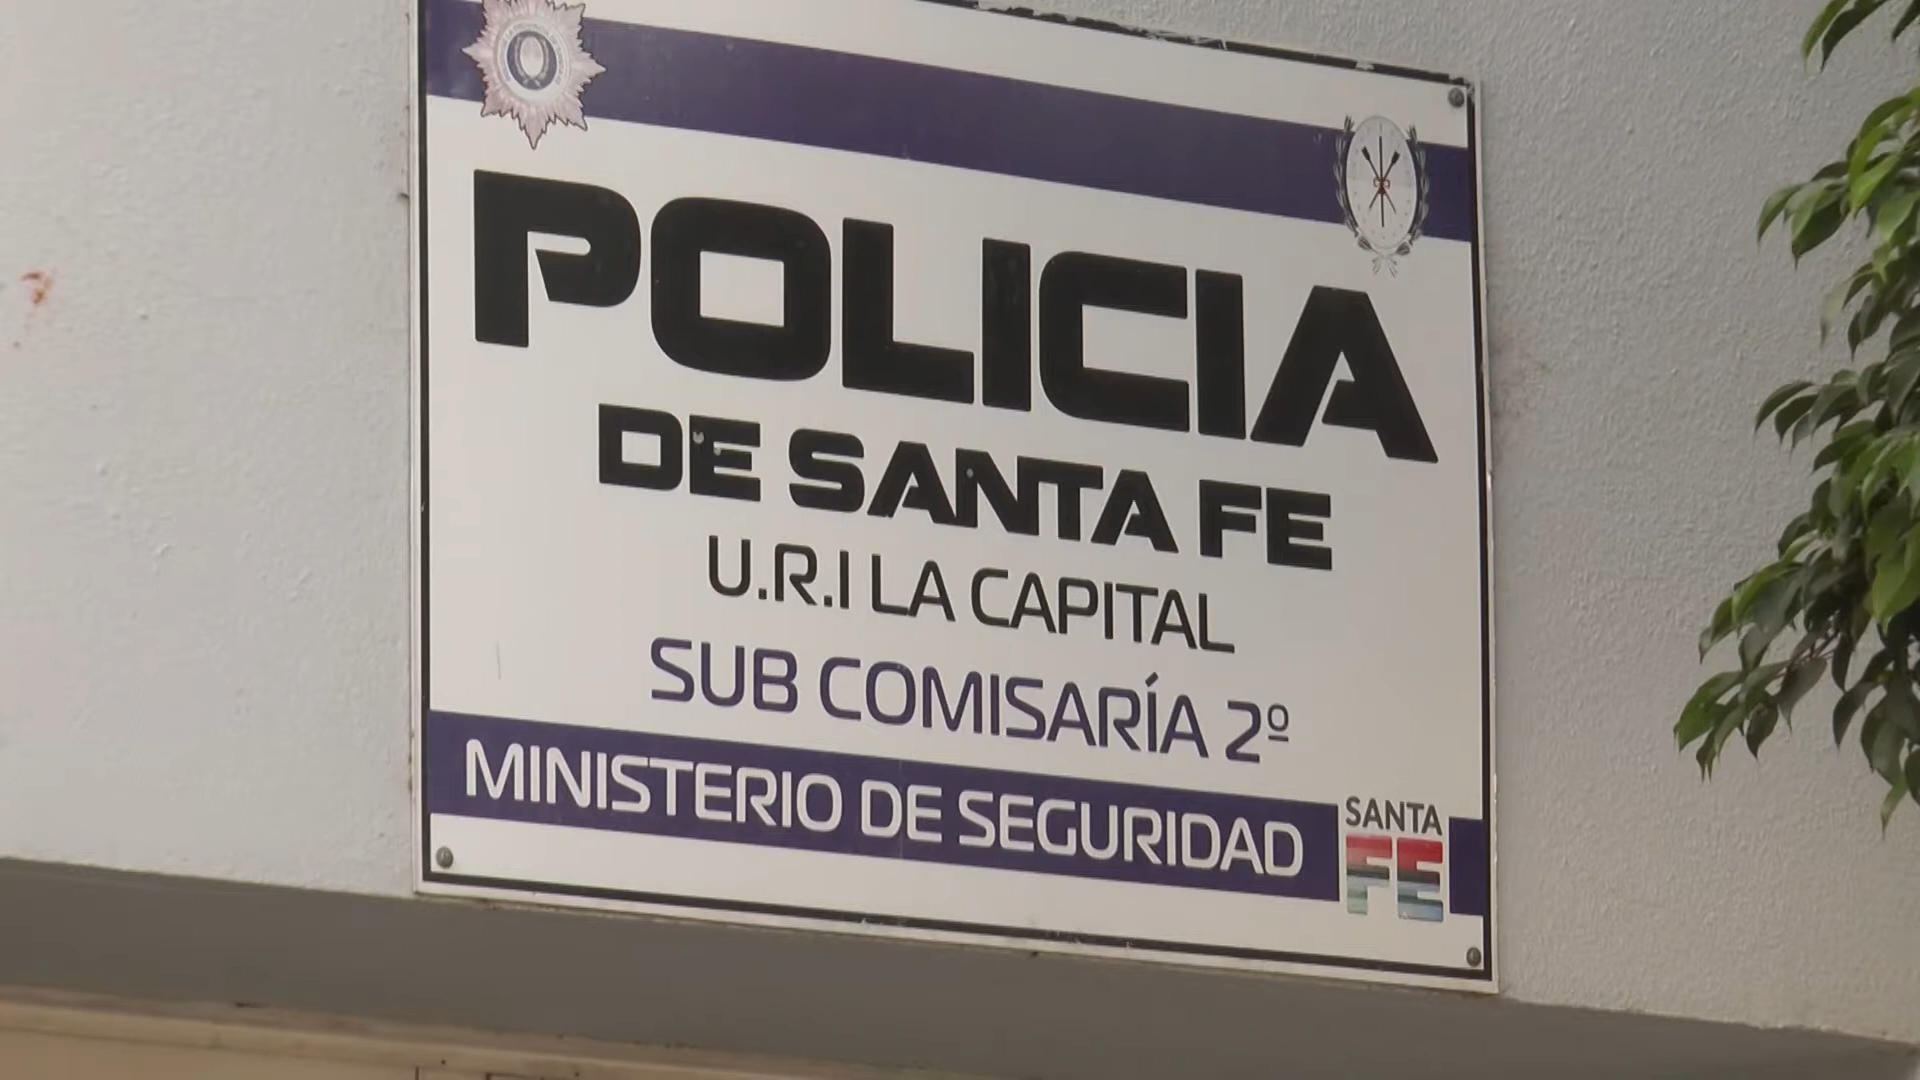 POLICIA
DE SANTA FE
U.R.I LA CAPITAL
SUB COMISARÍA 2º
MINISTERIO DE SEGURIDAD
SANTA
FE